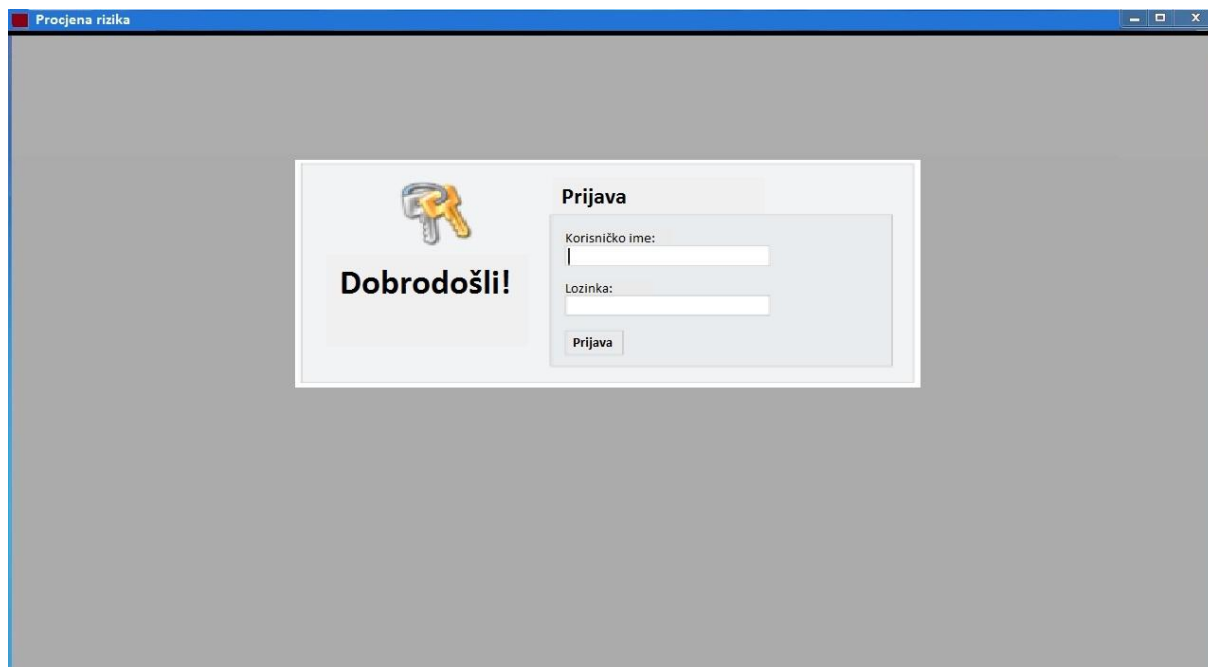 Procjena rizika
Dobrodošli!
Prijava
Korisničko ime:
Lozinka:
Prijava